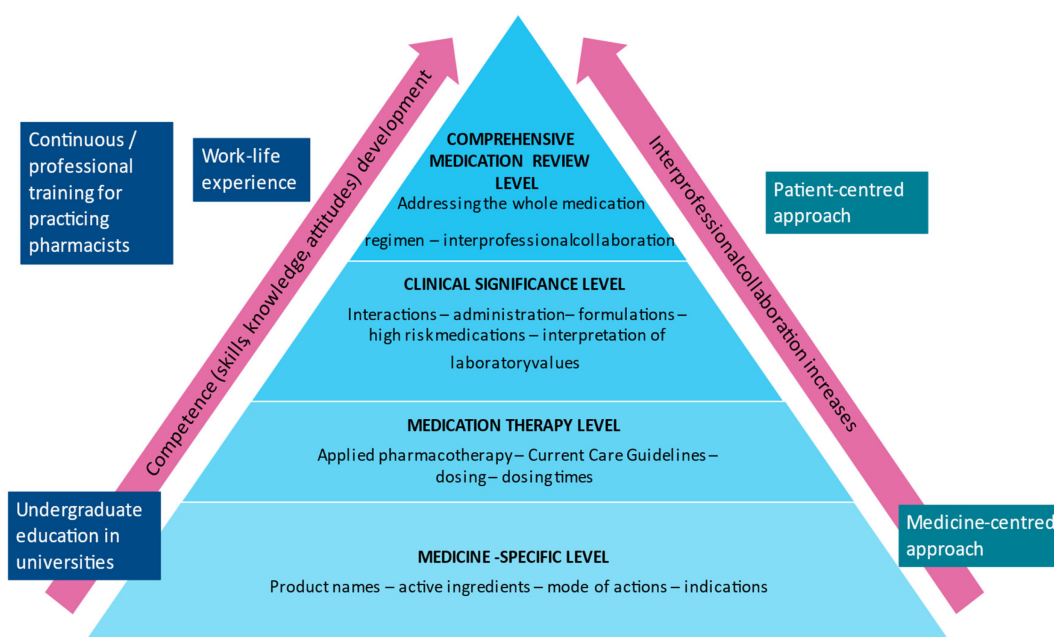 Continuous /
professional
training for
practicing
pharmacists
Work-life
experience
Undergraduate
education in
universities
Competence (skills, knowledge, attitudes) development
COMPREHENSIVE
MEDICATION REVIEW
LEVEL
Addressing the whole medication
regimen – interprofessionalcollaboration
CLINICAL SIGNIFICANCE LEVEL
Interactions – administration– formulations –
high riskmedications – interpretation of
laboratoryvalues
MEDICATION THERAPY LEVEL
Applied pharmacotherapy – Current Care Guidelines –
dosing – dosingtimes
MEDICINE -SPECIFIC LEVEL
Product names – active ingredients – mode of actions – indications
Interprofessionalcollaboration increases
Patient-centred
approach
Medicine-centred
approach